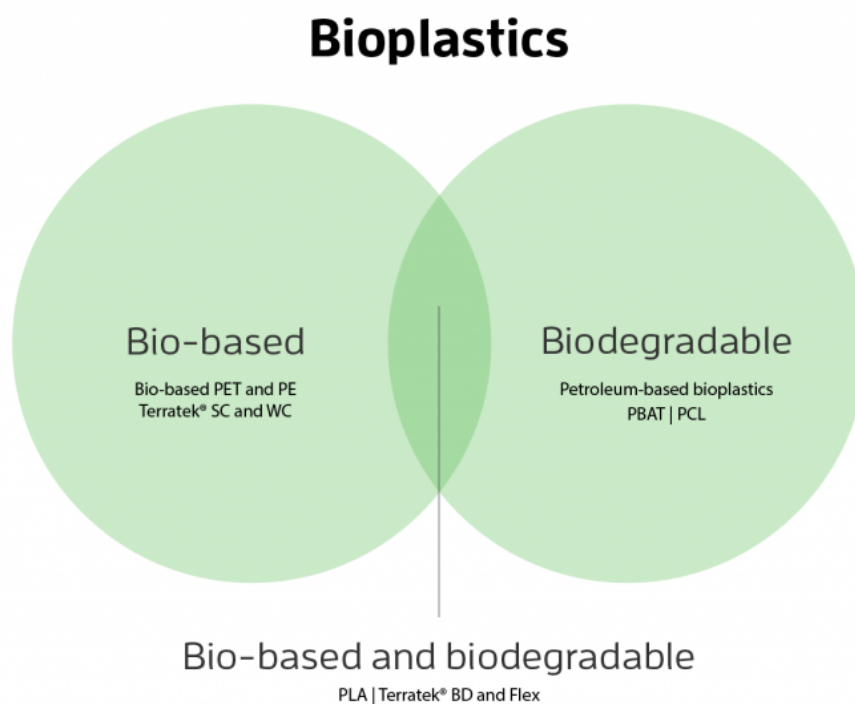 Bioplastics
Bio-based
Bio-based PET and PE
Terratek® SC and WC
Biodegradable
Petroleum-based bioplastics
PBAT | PCL
Bio-based and biodegradable
PLA | Terratek® BD and Flex